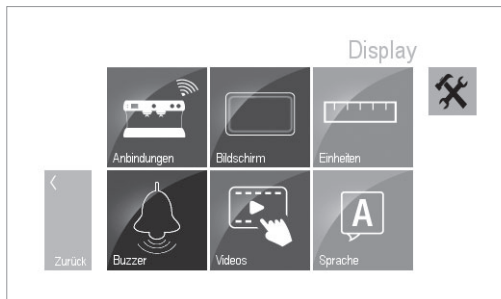 Display
Anbindungen
Bildschirm
Einheiten
Zurück
Buzzer
Videos
A
Sprache